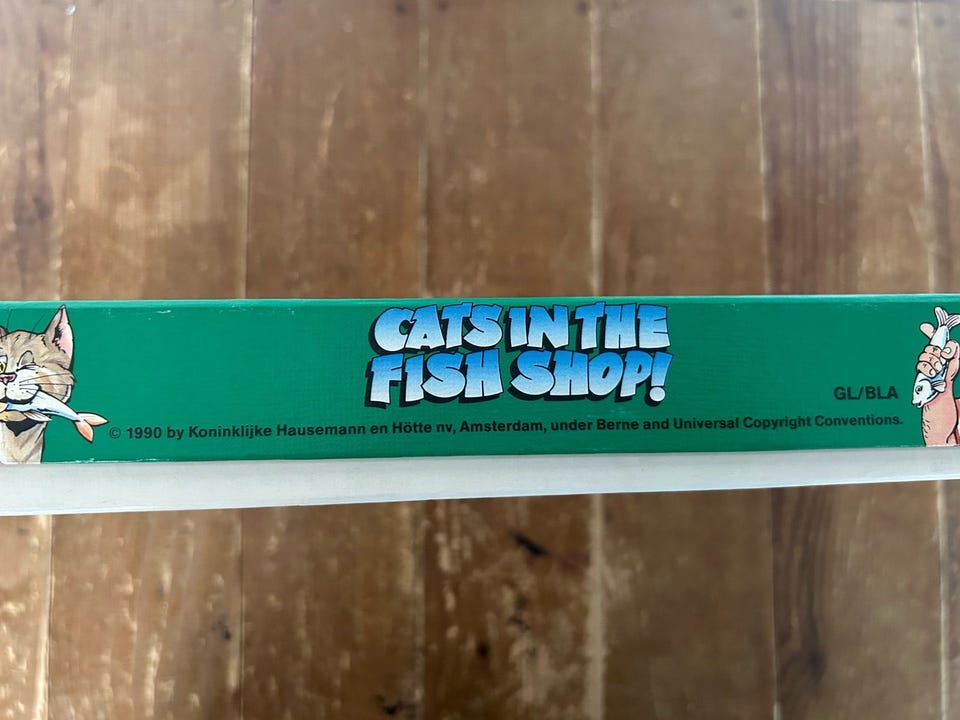 CATS IN THE
FISH SHOP!
GL/BLA
© 1990 by Koninklijke Hausemann en Hötte nv, Amsterdam, under Berne and Universal Copyright Conventions.